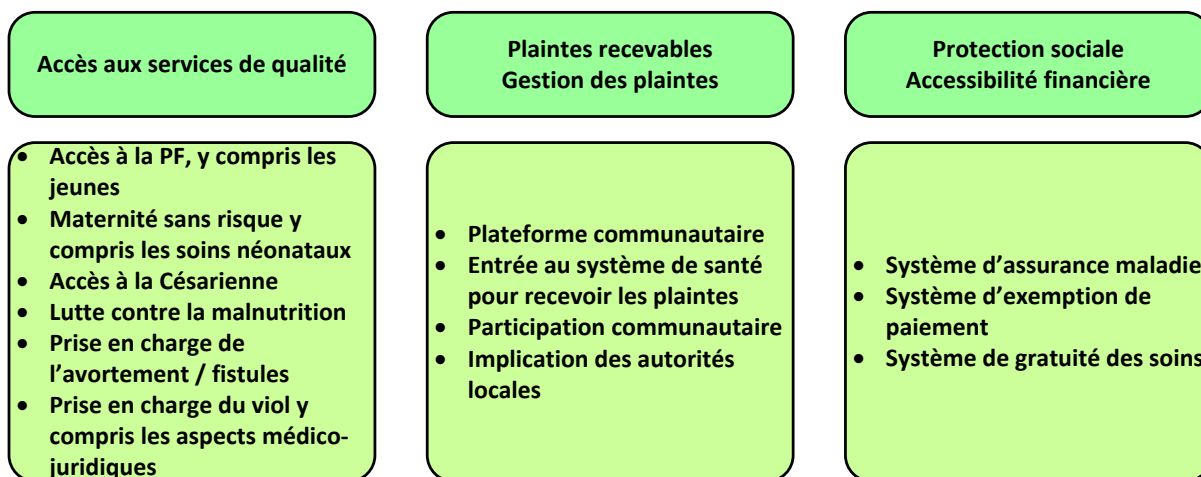 Accès aux services de qualité
Plaintes recevables
Gestion des plaintes
Protection sociale
Accessibilité financière
• Accès à la PF, y compris les
jeunes
• Maternité sans risque y
compris les soins néonataux
• Accès à la Césarienne
• Lutte contre la malnutrition
• Prise en charge de
l’avortement / fistules
• Prise en charge du viol y
compris les aspects médico-
juridiques
• Plateforme communautaire
• Entrée au système de santé
pour recevoir les plaintes
• Participation communautaire
• Implication des autorités
locales
• Système d’assurance maladie
• Système d’exemption de
paiement
• Système de gratuité des soins